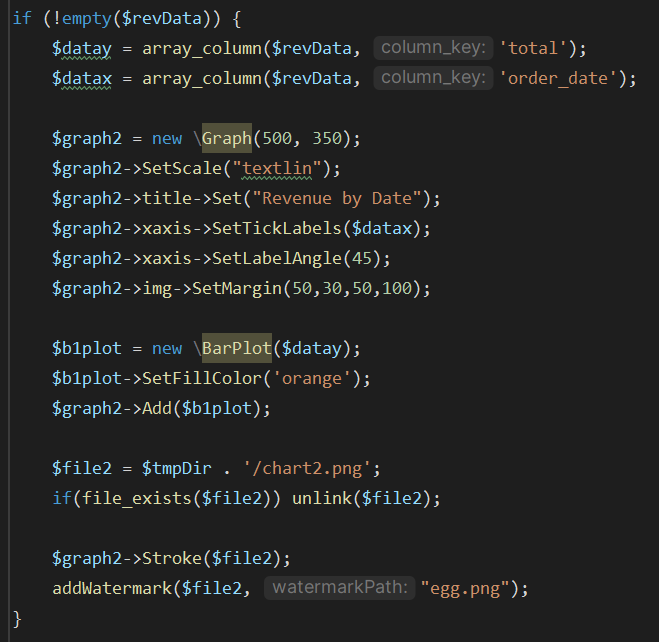 if (!empty($revData)) {
    $datay = array_column($revData, column_key: 'total');
    $datax = array_column($revData, column_key: 'order_date');

    $graph2 = new \Graph(500, 350);
    $graph2->SetScale("textlin");
    $graph2->title->Set("Revenue by Date");
    $graph2->xaxis->SetTickLabels($datax);
    $graph2->xaxis->SetLabelAngle(45);
    $graph2->img->SetMargin(50,30,50,100);

    $b1plot = new \BarPlot($datay);
    $b1plot->SetFillColor('orange');
    $graph2->Add($b1plot);

    $file2 = $tmpDir . '/chart2.png';
    if(file_exists($file2)) unlink($file2);

    $graph2->Stroke($file2);
    addWatermark($file2, watermarkPath: "egg.png");
}